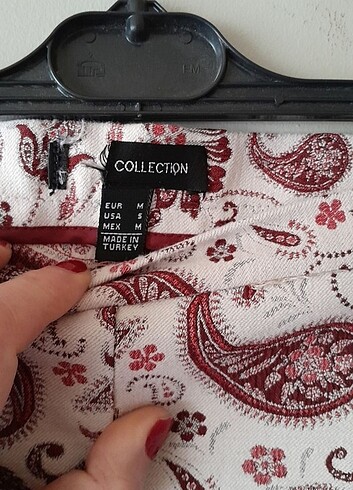 COLLECTION
EUR M
USA S
MEX M
MADE IN
TURKEY